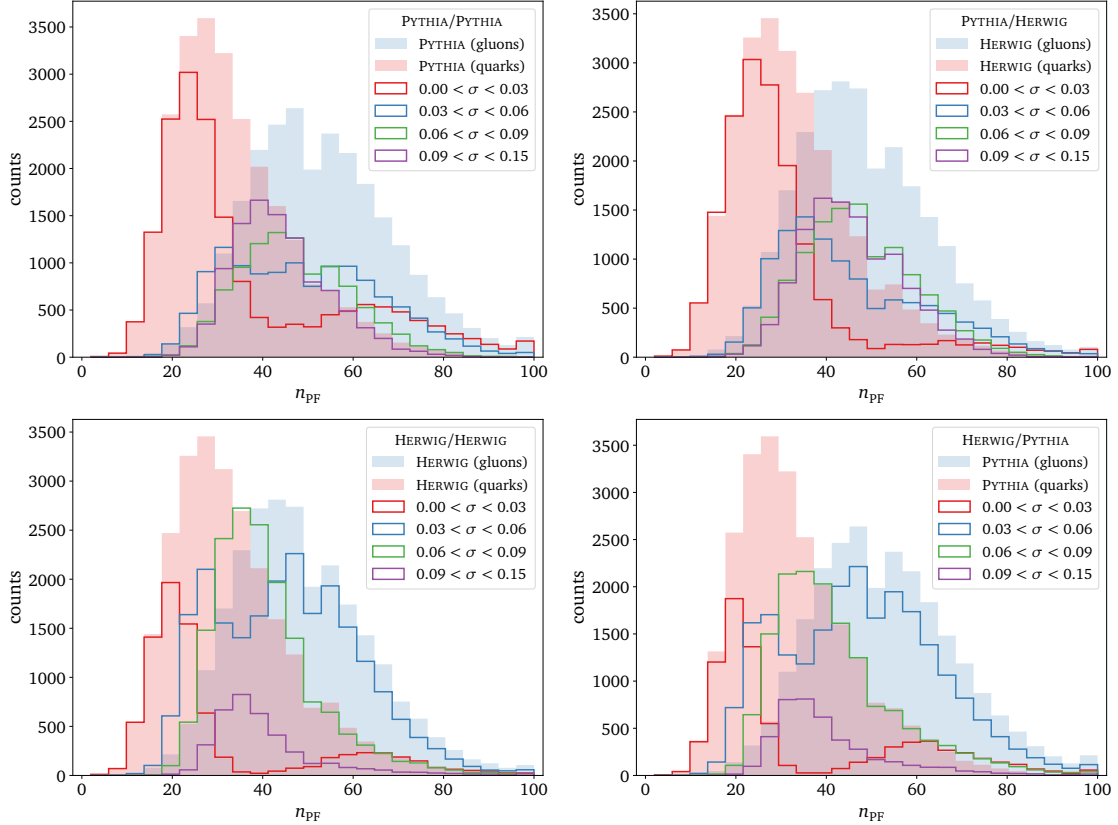 PYTHIA/PYTHIA
PYTHIA (gluons)
PYTHIA (quarks)
0.00 < σ < 0.03
0.03 < σ < 0.06
0.06 < σ < 0.09
0.09 < σ < 0.15
counts
3500
3000
2500
2000
1500
1000
500
0
0 20 40 60 80 100
n_PF
PYTHIA/HERWIG
HERWIG (gluons)
HERWIG (quarks)
0.00 < σ < 0.03
0.03 < σ < 0.06
0.06 < σ < 0.09
0.09 < σ < 0.15
counts
3500
3000
2500
2000
1500
1000
500
0
0 20 40 60 80 100
n_PF
HERWIG/HERWIG
HERWIG (gluons)
HERWIG (quarks)
0.00 < σ < 0.03
0.03 < σ < 0.06
0.06 < σ < 0.09
0.09 < σ < 0.15
counts
3500
3000
2500
2000
1500
1000
500
0
0 20 40 60 80 100
n_PF
HERWIG/PYTHIA
PYTHIA (gluons)
PYTHIA (quarks)
0.00 < σ < 0.03
0.03 < σ < 0.06
0.06 < σ < 0.09
0.09 < σ < 0.15
counts
3500
3000
2500
2000
1500
1000
500
0
0 20 40 60 80 100
n_PF